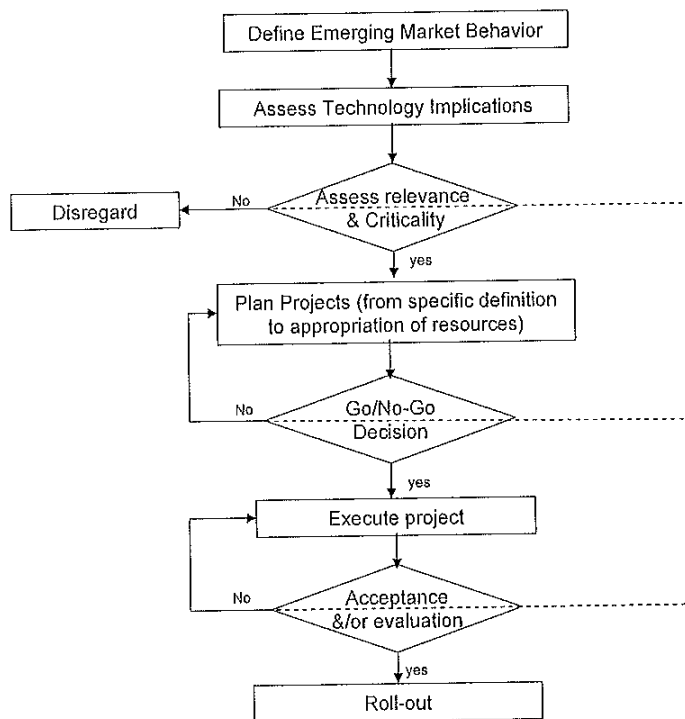 Define Emerging Market Behavior
Assess Technology Implications
Assess relevance
& Criticality
No
Disregard
yes
Plan Projects (from specific definition
to appropriation of resources)
No
Go/No-Go
Decision
yes
Execute project
No
Acceptance
&/or evaluation
yes
Roll-out